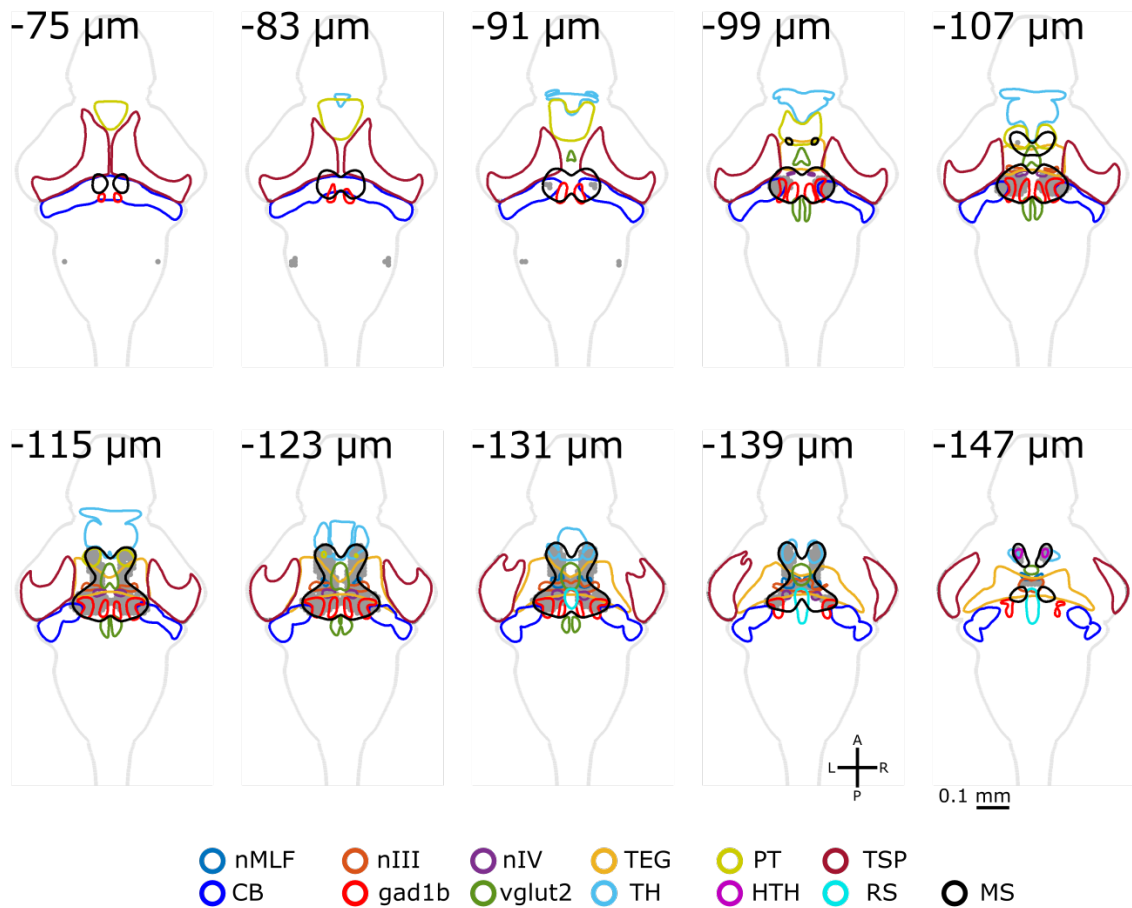 -75 µm -83 µm -91 µm -99 µm -107 µm
-115 µm -123 µm -131 µm -139 µm -147 µm
A
L R
P
0.1 mm
nMLF nIII nIV TEG PT TSP
CB gad1b vglut2 TH HTH RS MS